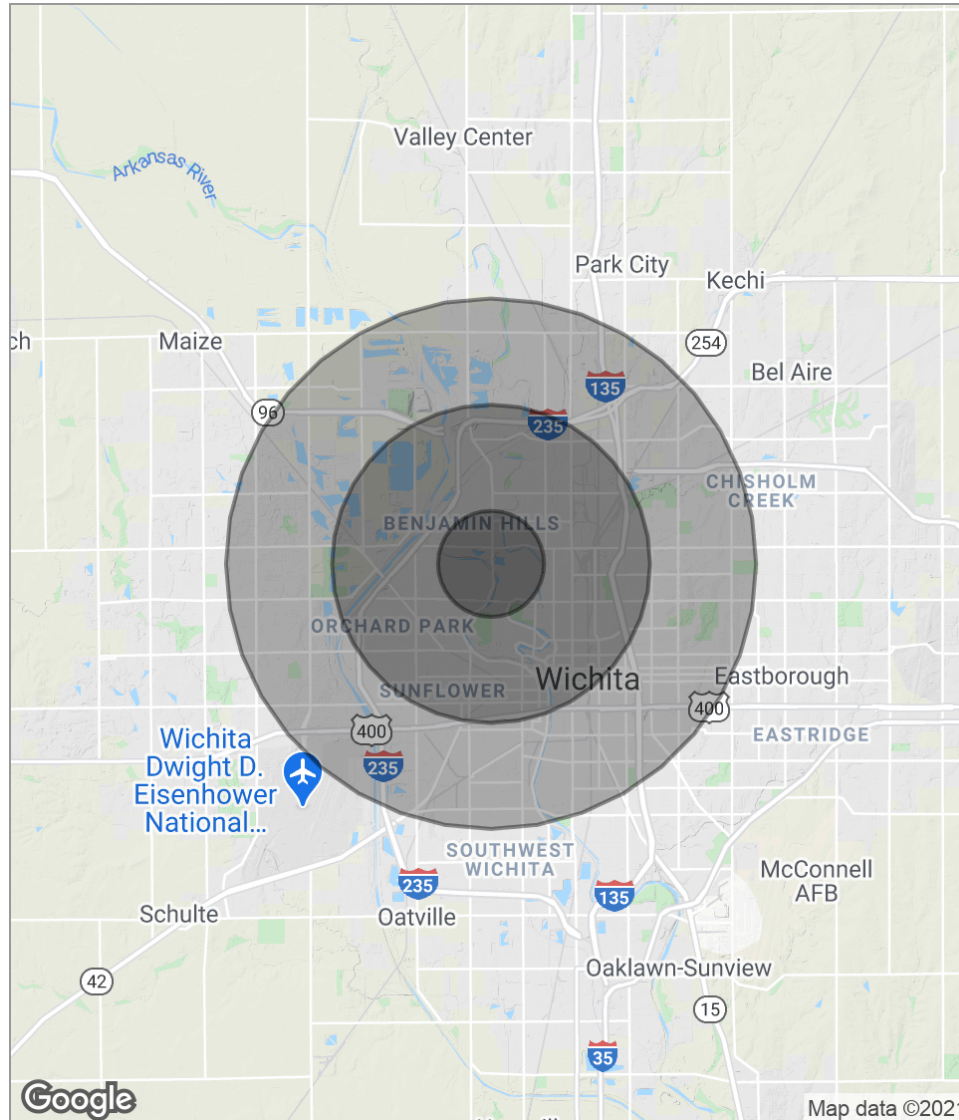 Valley Center
Arkansas River
Park City
Kechi
ch
Maize
254
Bel Aire
135
96
235
CHISHOLM
CREEK
BENJAMIN HILLS
ORCHARD PARK
Wichita
Eastborough
SUNFLOWER
400
400
EASTRIDGE
Wichita
Dwight D.
Eisenhower
National...
235
SOUTHWEST
WICHITA
McConnell
AFB
235
135
Schulte
Oatville
Oaklawn-Sunview
42
15
35
Google
Map data ©2021